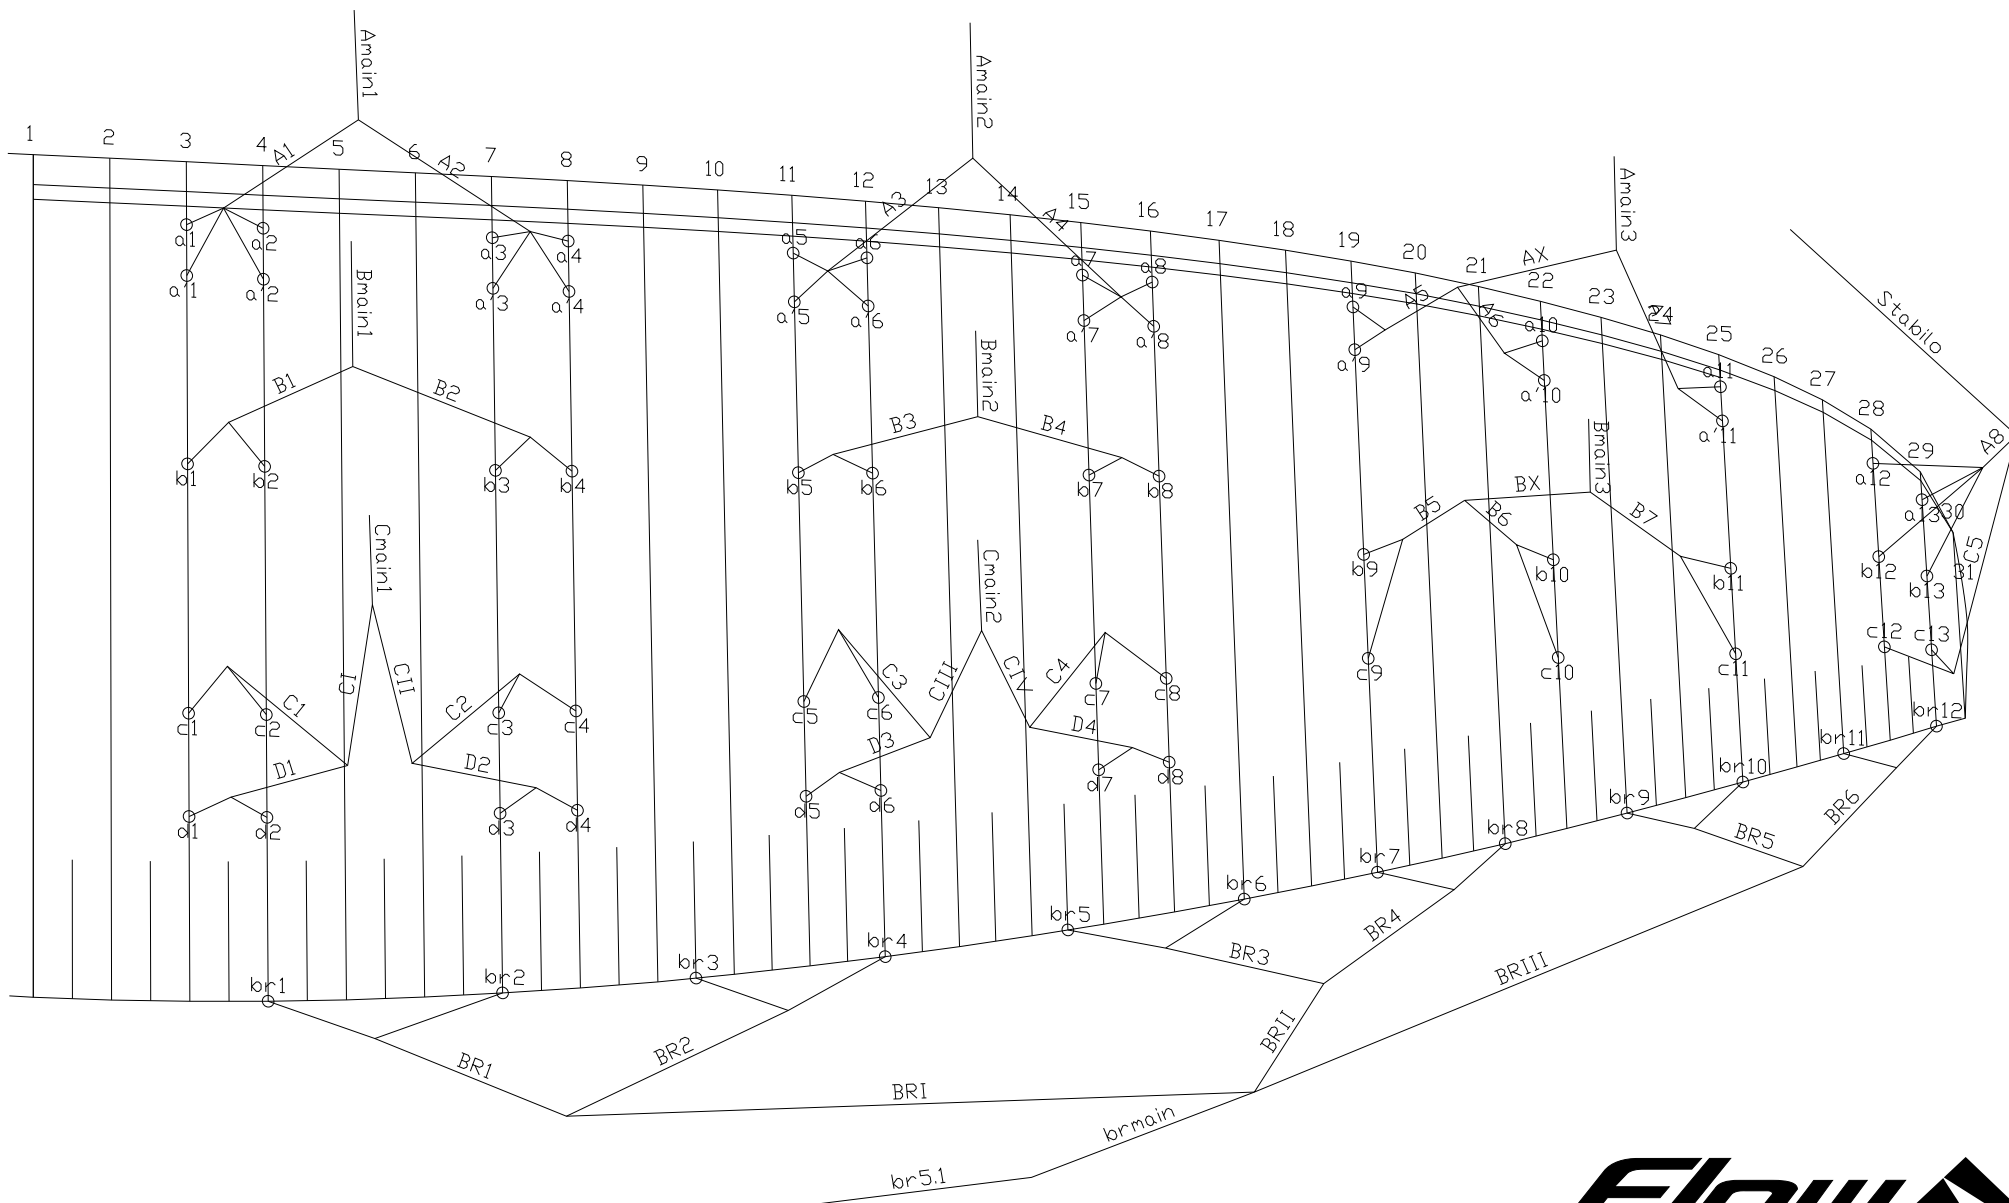 Amain1
Amain2
Amain3
1 2 3 4 5 6 7 8 9 10 11 12 13 14 15 16 17 18 19 20 21 22 23 24 25 26 27 28 29 30 31
A1 A2 A3 A4 A5 A6 AX A8
Stabilo
a1 a2 a3 a4 a5 a6 a7 a8 a9 a10 a11 a12 a13
a'1 a'2 a'3 a'4 a'5 a'6 a'7 a'8 a'9 a'10 a'11
Bmain1
Bmain2
Bmain3
B1 B2 B3 B4 B5 B6 BX B7
b1 b2 b3 b4 b5 b6 b7 b8 b9 b10 b11 b12 b13
Cmain1
Cmain2
CI CII CIII CIV
C1 C2 C3 C4 C5
c1 c2 c3 c4 c5 c6 c7 c8 c9 c10 c11 c12 c13
D1 D2 D3 D4
d1 d2 d3 d4 d5 d6 d7 d8
br1 br2 br3 br4 br5 br6 br7 br8 br9 br10 br11 br12
BR1 BR2 BR3 BR4 BR5 BR6
BRI BRII BRIII
brmain
br5.1
Flow